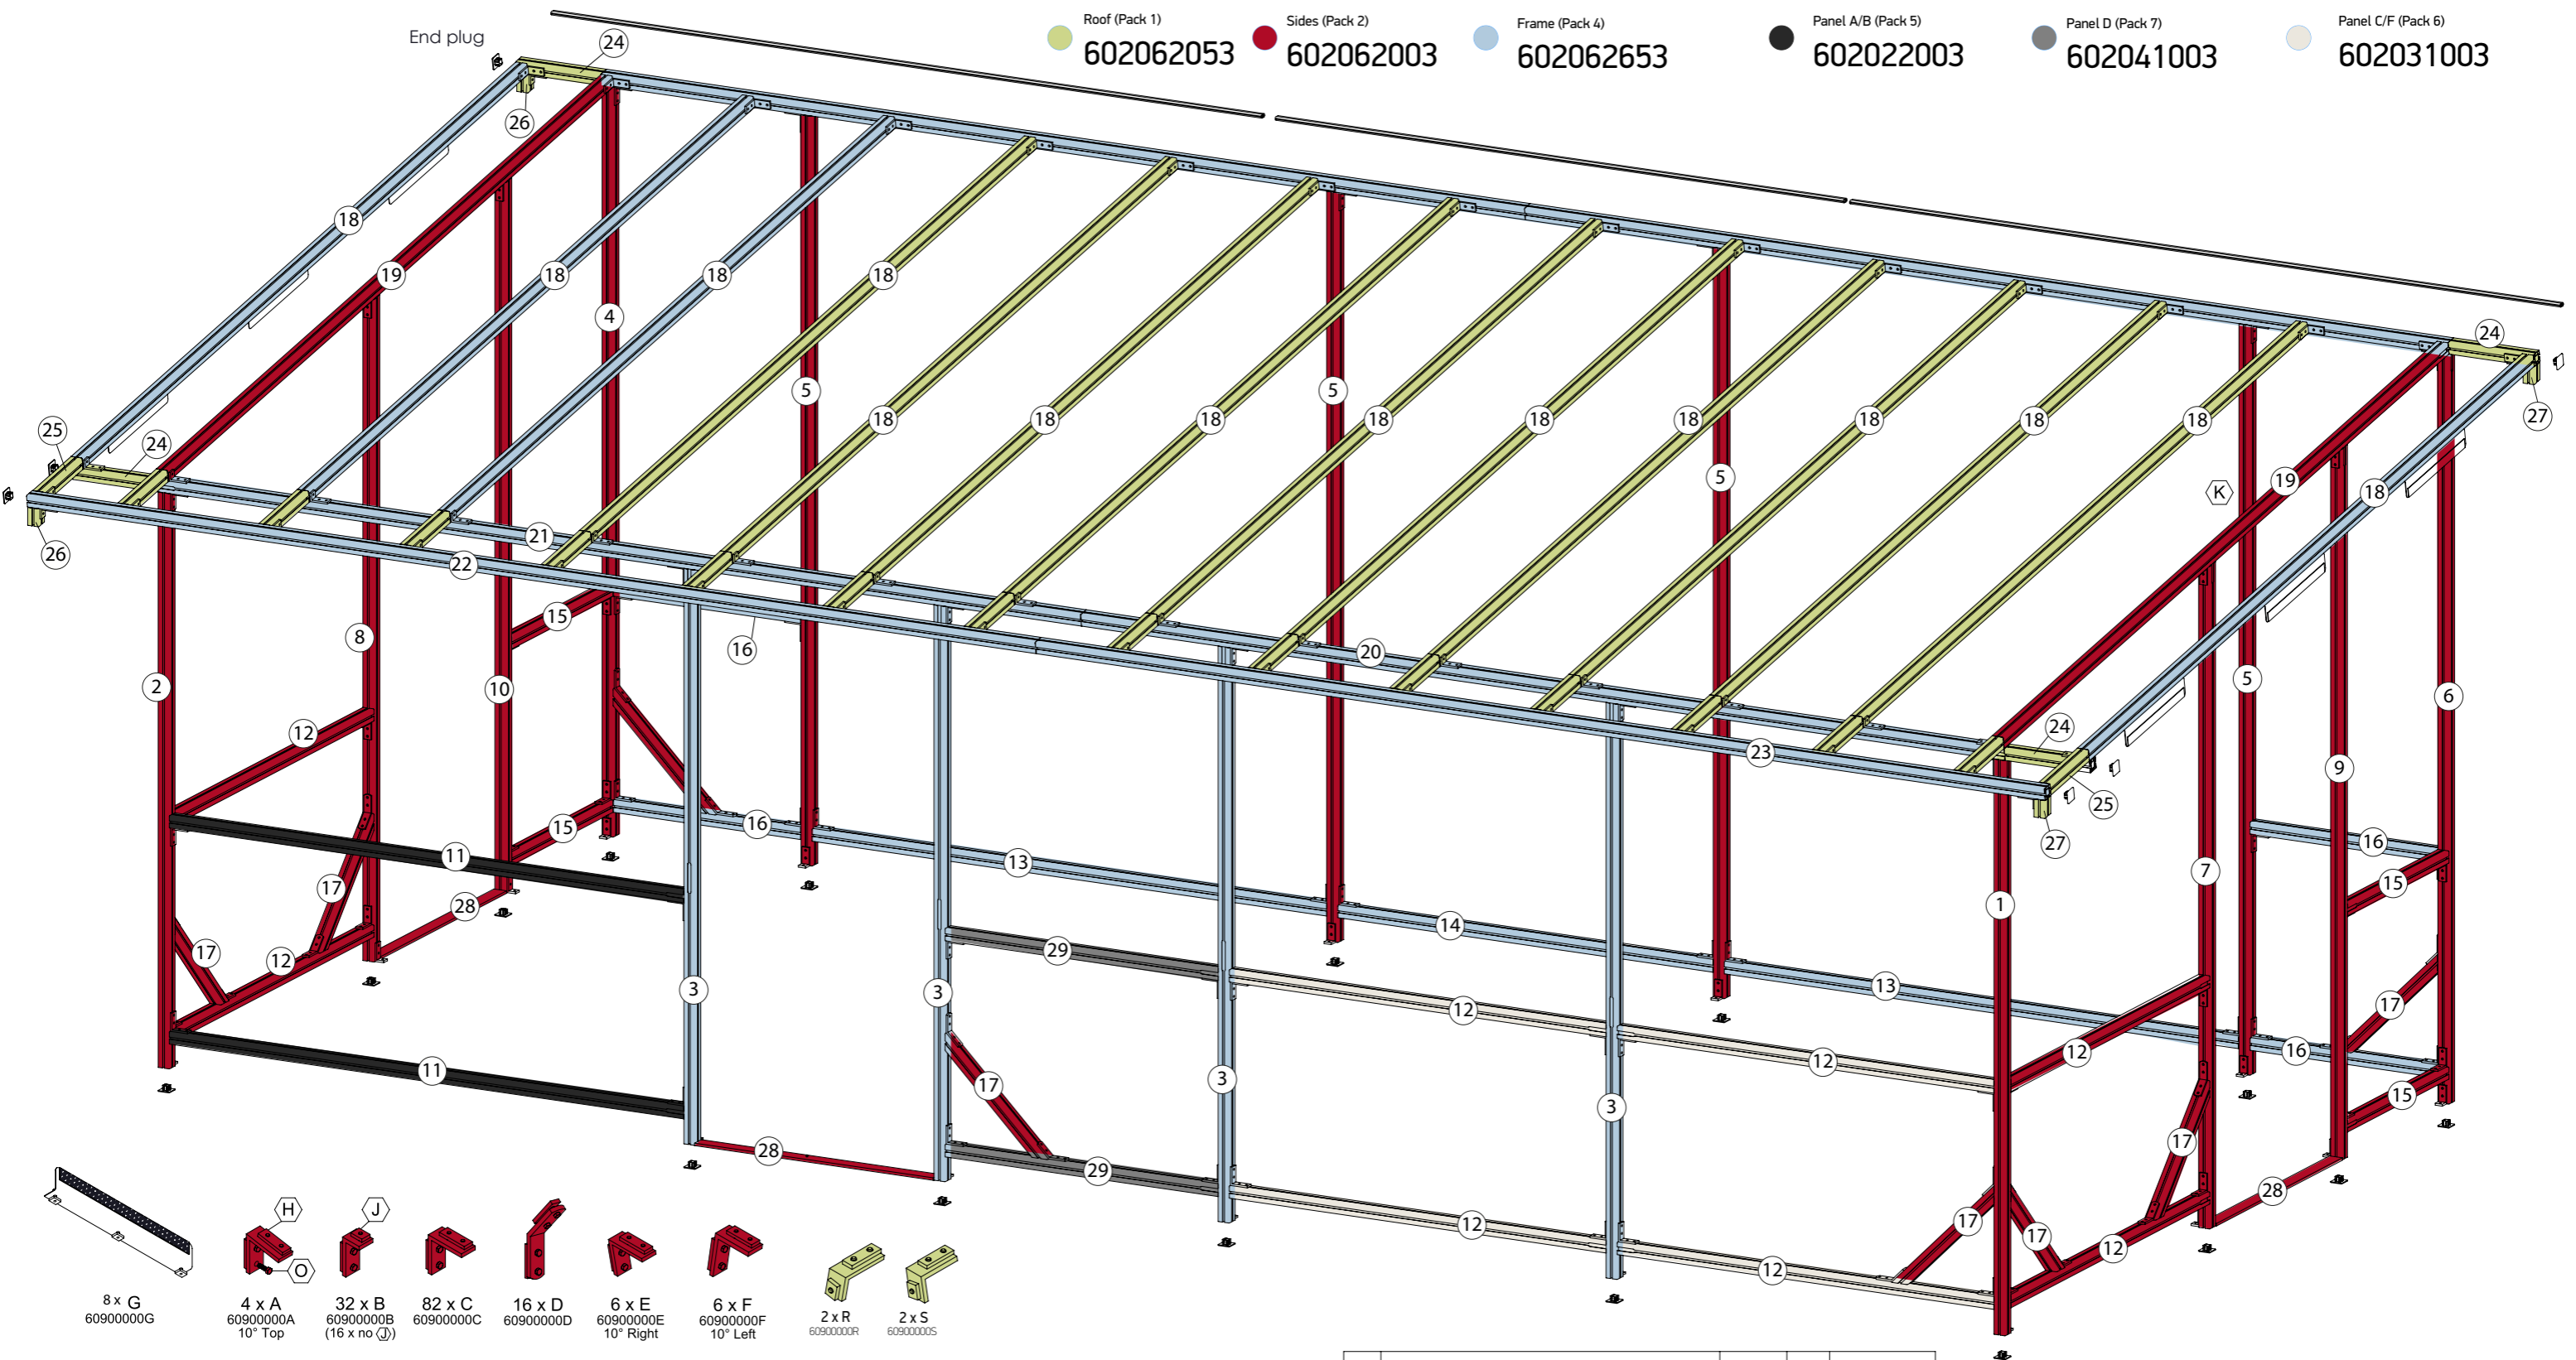 Roof (Pack 1)
602062053
Sides (Pack 2)
602062003
Frame (Pack 4)
602062653
Panel A/B (Pack 5)
602022003
Panel D (Pack 7)
602041003
Panel C/F (Pack 6)
602031003
End plug
24
26
18
19
18
18
18
4
5
5
5
18
18
18
18
18
18
18
18
18
24
27
25
24
26
21
22
16
20
23
24
25
27
K
19
18
5
6
9
7
1
2
8
10
15
12
15
16
13
14
13
16
16
15
17
15
11
17
28
17
12
11
3
3
3
3
29
12
12
12
17
29
28
12
12
17
17
17
12
28
8 x G
60900000G
H
O
4 x A
60900000A
10° Top
J
32 x B
60900000B
(16 x no J)
82 x C
60900000C
16 x D
60900000D
6 x E
60900000E
10° Right
6 x F
60900000F
10° Left
2 x R
60900000R
2 x S
60900000S